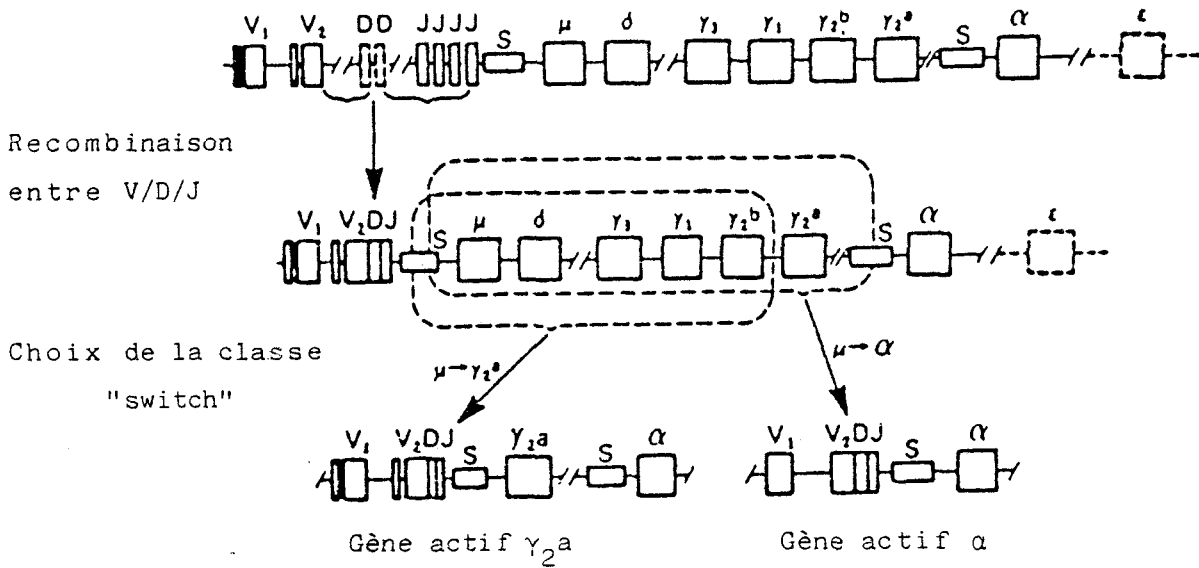 V₁ V₂ D D J J J J S μ δ γ₃ γ₁ γ₂b γ₂a S α ε
Recombinaison
entre V/D/J
V₁ V₂DJ S μ δ γ₃ γ₁ γ₂b γ₂a S α ε
Choix de la classe
"switch"
μ→γ₂a
μ→α
V₁ V₂DJ S γ₂a S α
V₁ V₂DJ S α
Gène actif γ₂a
Gène actif α